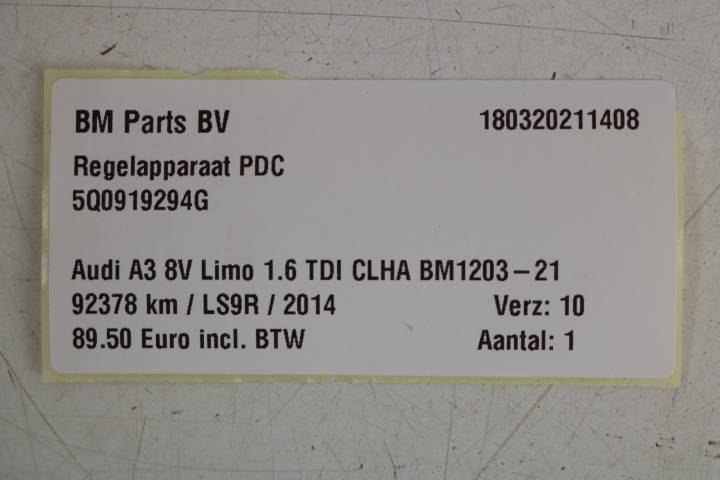 BM Parts BV 180320211408
Regelapparaat PDC
5Q0919294G
Audi A3 8V Limo 1.6 TDI CLHA BM1203-21
92378 km / LS9R / 2014 Verz: 10
89.50 Euro incl. BTW Aantal: 1